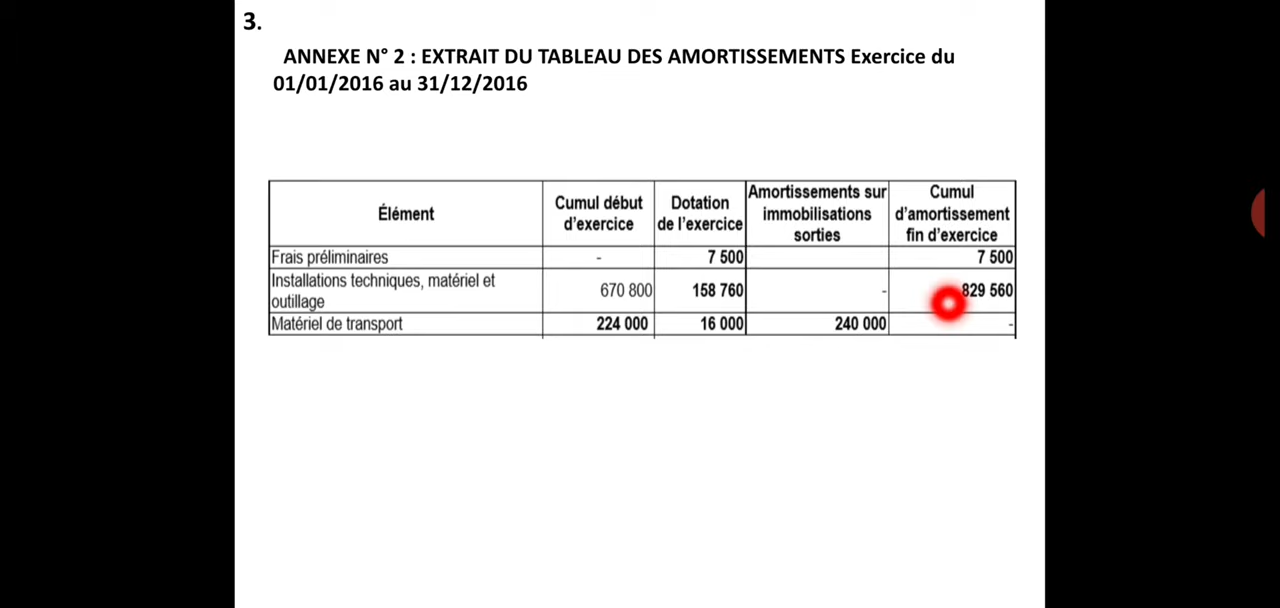 3.
ANNEXE N° 2 : EXTRAIT DU TABLEAU DES AMORTISSEMENTS Exercice du
01/01/2016 au 31/12/2016
Élément
Cumul début
d'exercice
Dotation
de l'exercice
Amortissements sur
immobilisations
sorties
Cumul
d'amortissement
fin d'exercice
Frais préliminaires - 7 500 7 500
Installations techniques, matériel et
outillage
670 800 158 760 - 829 560
Matériel de transport 224 000 16 000 240 000 -